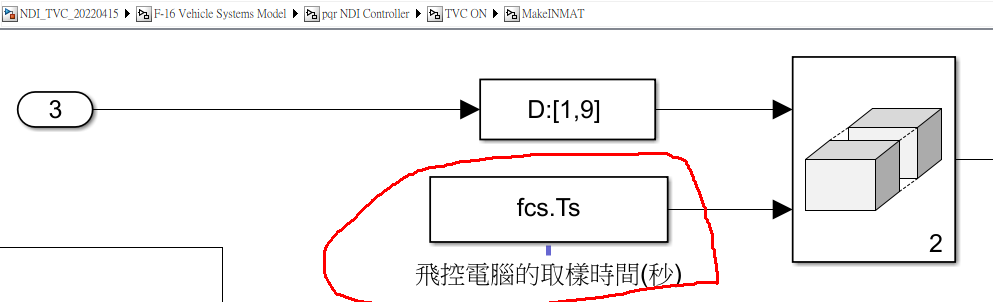 NDI_TVC_20220415 F-16 Vehicle Systems Model pqr NDI Controller TVC ON MakeINMAT
3
D:[1,9]
fcs.Ts
2
飛控電腦的取樣時間(秒)